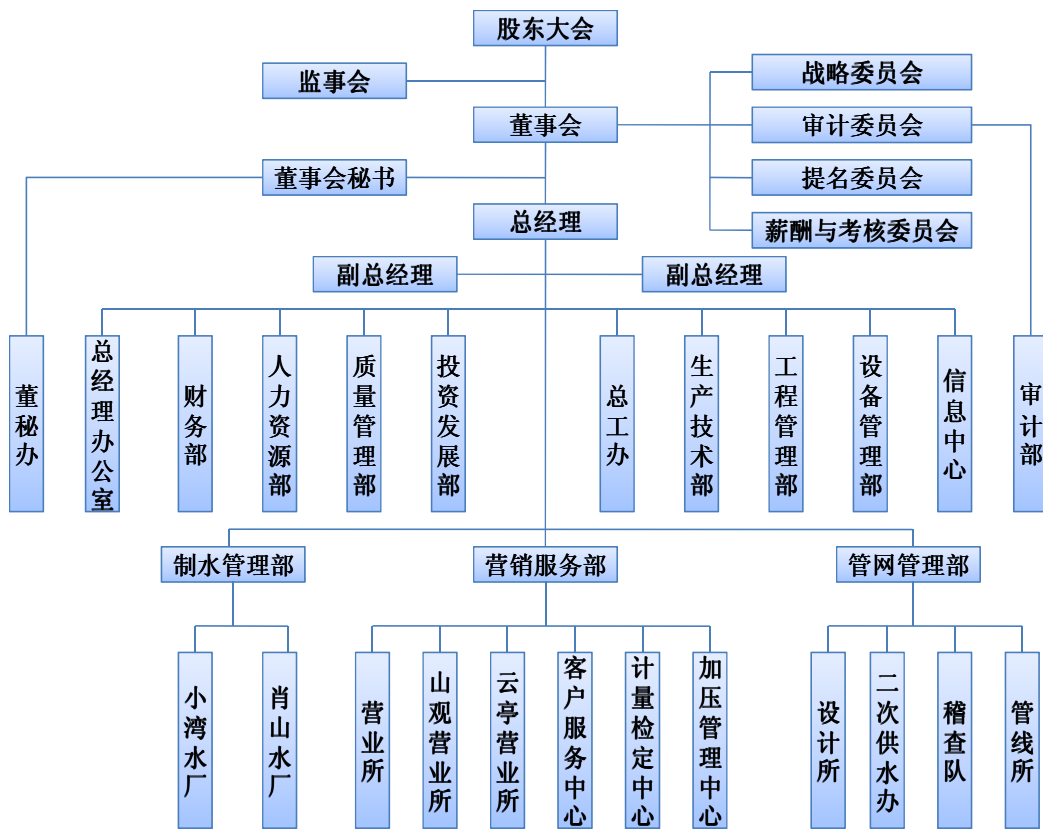 股东大会
监事会
战略委员会
董事会
审计委员会
董事会秘书
提名委员会
总经理
薪酬与考核委员会
副总经理
副总经理
董秘办
总经理办公室
财务部
人力资源部
质量管理部
投资发展部
总工办
生产技术部
工程管理部
设备管理部
信息中心
审计部
制水管理部
营销服务部
管网管理部
小湾水厂
肖山水厂
营业所
山观营业所
云亭营业所
客户服务中心
计量检定中心
加压管理中心
设计所
二次供水办
稽查队
管线所